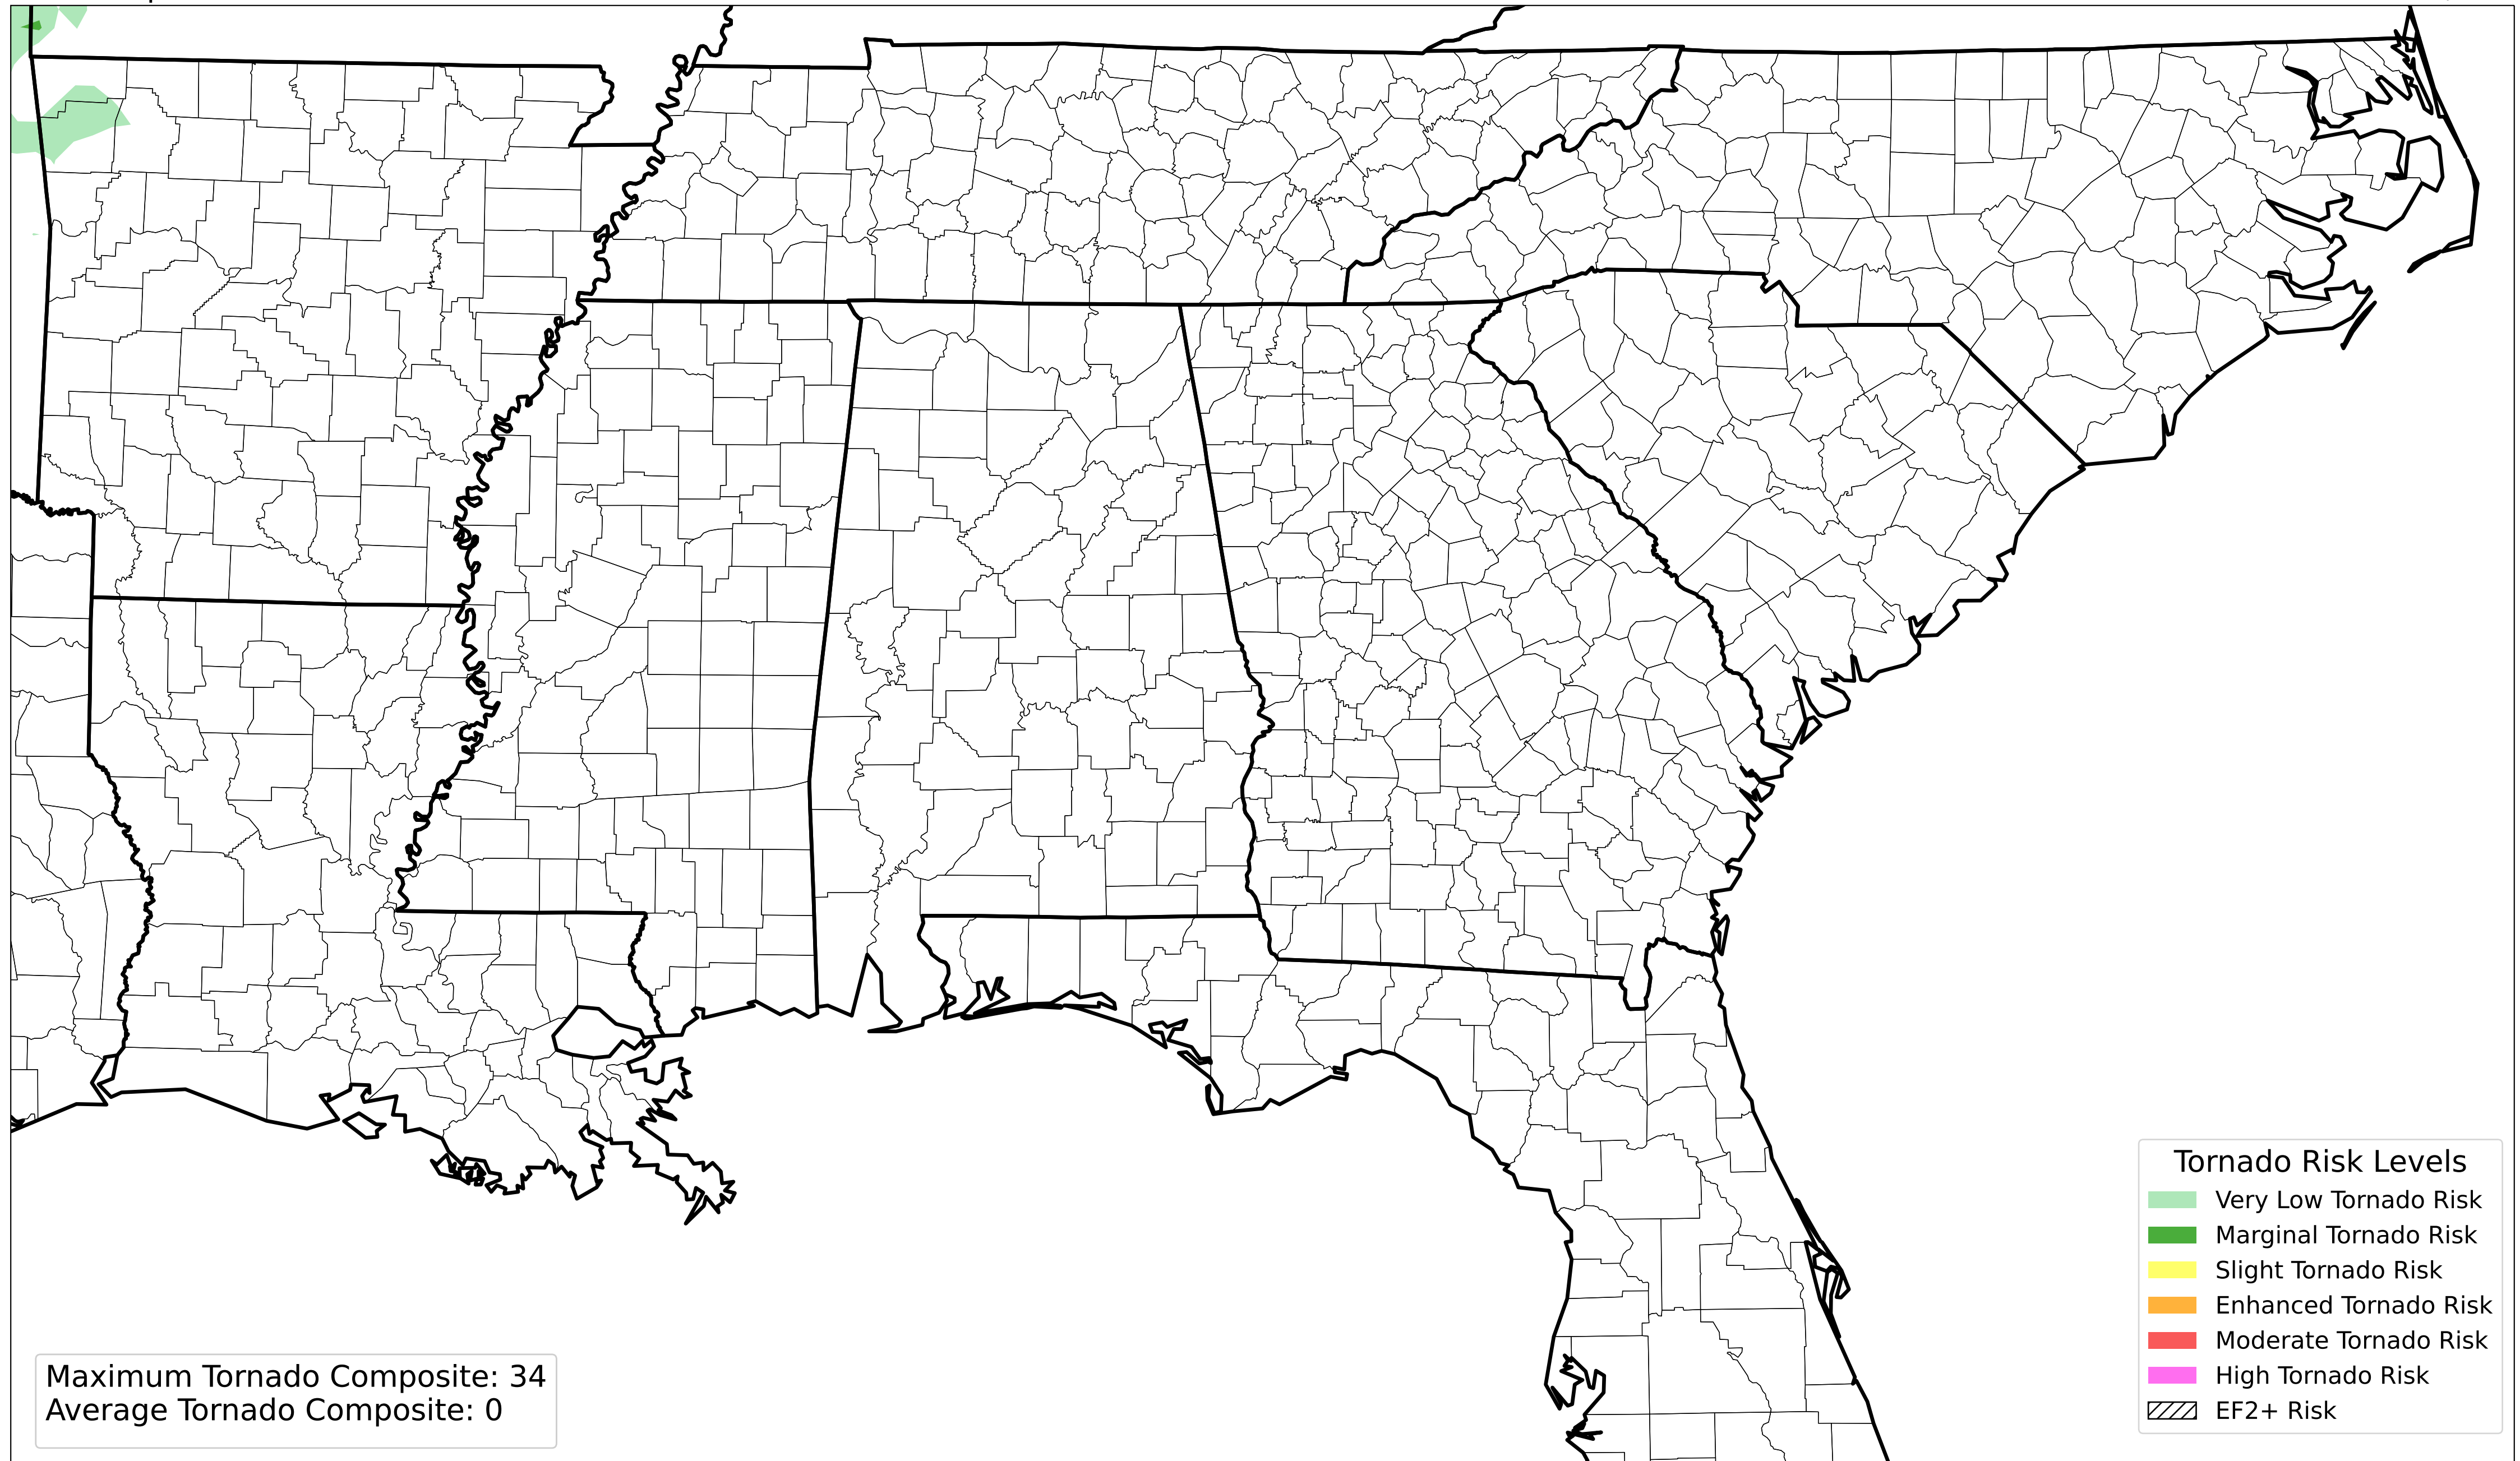 Tornado Risk Levels
Very Low Tornado Risk
Marginal Tornado Risk
Slight Tornado Risk
Enhanced Tornado Risk
Moderate Tornado Risk
High Tornado Risk
EF2+ Risk
Maximum Tornado Composite: 34
Average Tornado Composite: 0